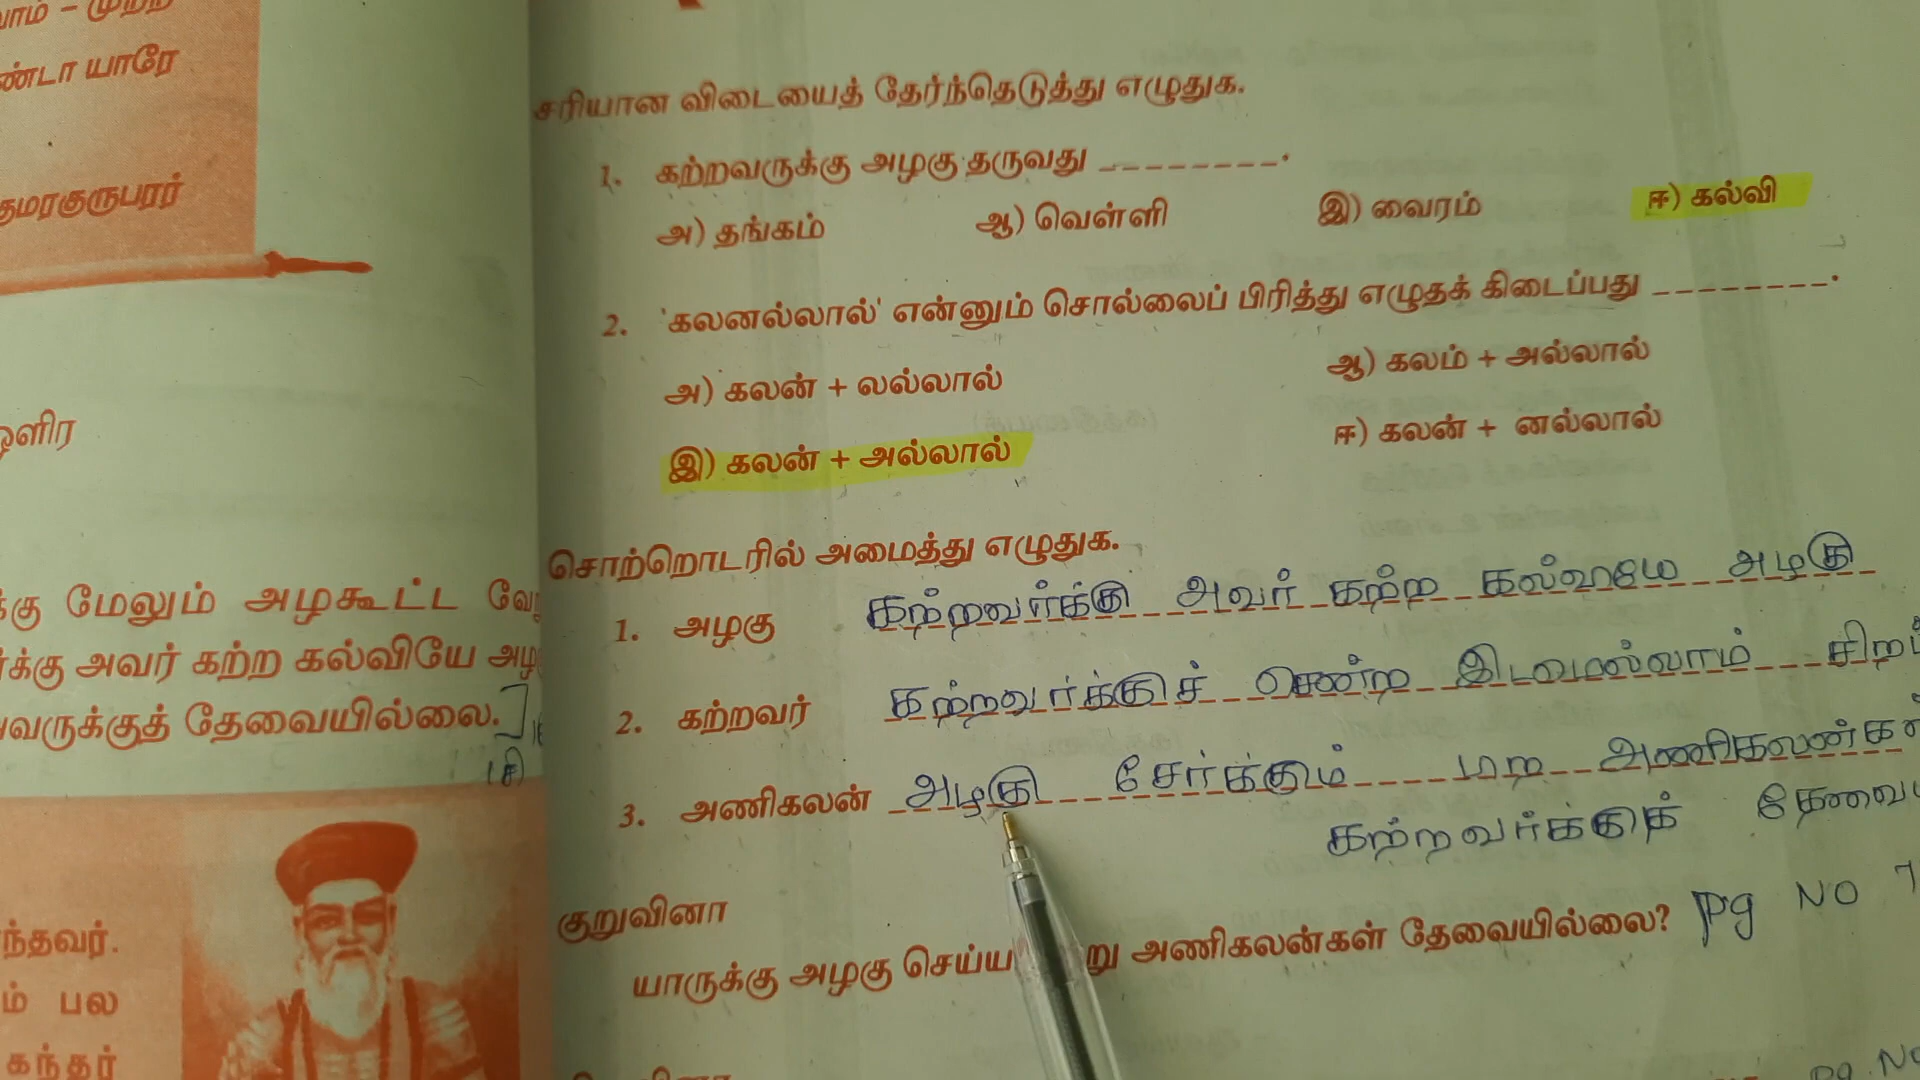 ண்டா யாரே
குமரகுருபரர்
ஒளிர
க்கு மேலும் அழகூட்ட வே
ர்க்கு அவர் கற்ற கல்வியே அழ
வருக்குத் தேவையில்லை.
ந்தவர்.
ம் பல
கந்தர்
சரியான விடையைத் தேர்ந்தெடுத்து எழுதுக.
1. கற்றவருக்கு அழகு தருவது ________.
அ) தங்கம் ஆ) வெள்ளி இ) வைரம் ஈ) கல்வி
2. 'கலனல்லால்' என்னும் சொல்லைப் பிரித்து எழுதக் கிடைப்பது ________.
அ) கலன் + லல்லால் ஆ) கலம் + அல்லால்
இ) கலன் + அல்லால் ஈ) கலன் + னல்லால்
சொற்றொடரில் அமைத்து எழுதுக.
1. அழகு கற்றவர்க்கு அவர் கற்ற கல்வியே அழகு
2. கற்றவர் கற்றவர்க்குச் சென்ற இடமெல்லாம் சிறப்
3. அணிகலன் அழகு சேர்க்கும் பிற அணிகலன்கள்
கற்றவர்க்குத் தேவைய
குறுவினா
யாருக்கு அழகு செய்ய று அணிகலன்கள் தேவையில்லை? Pg NO
Pg. No